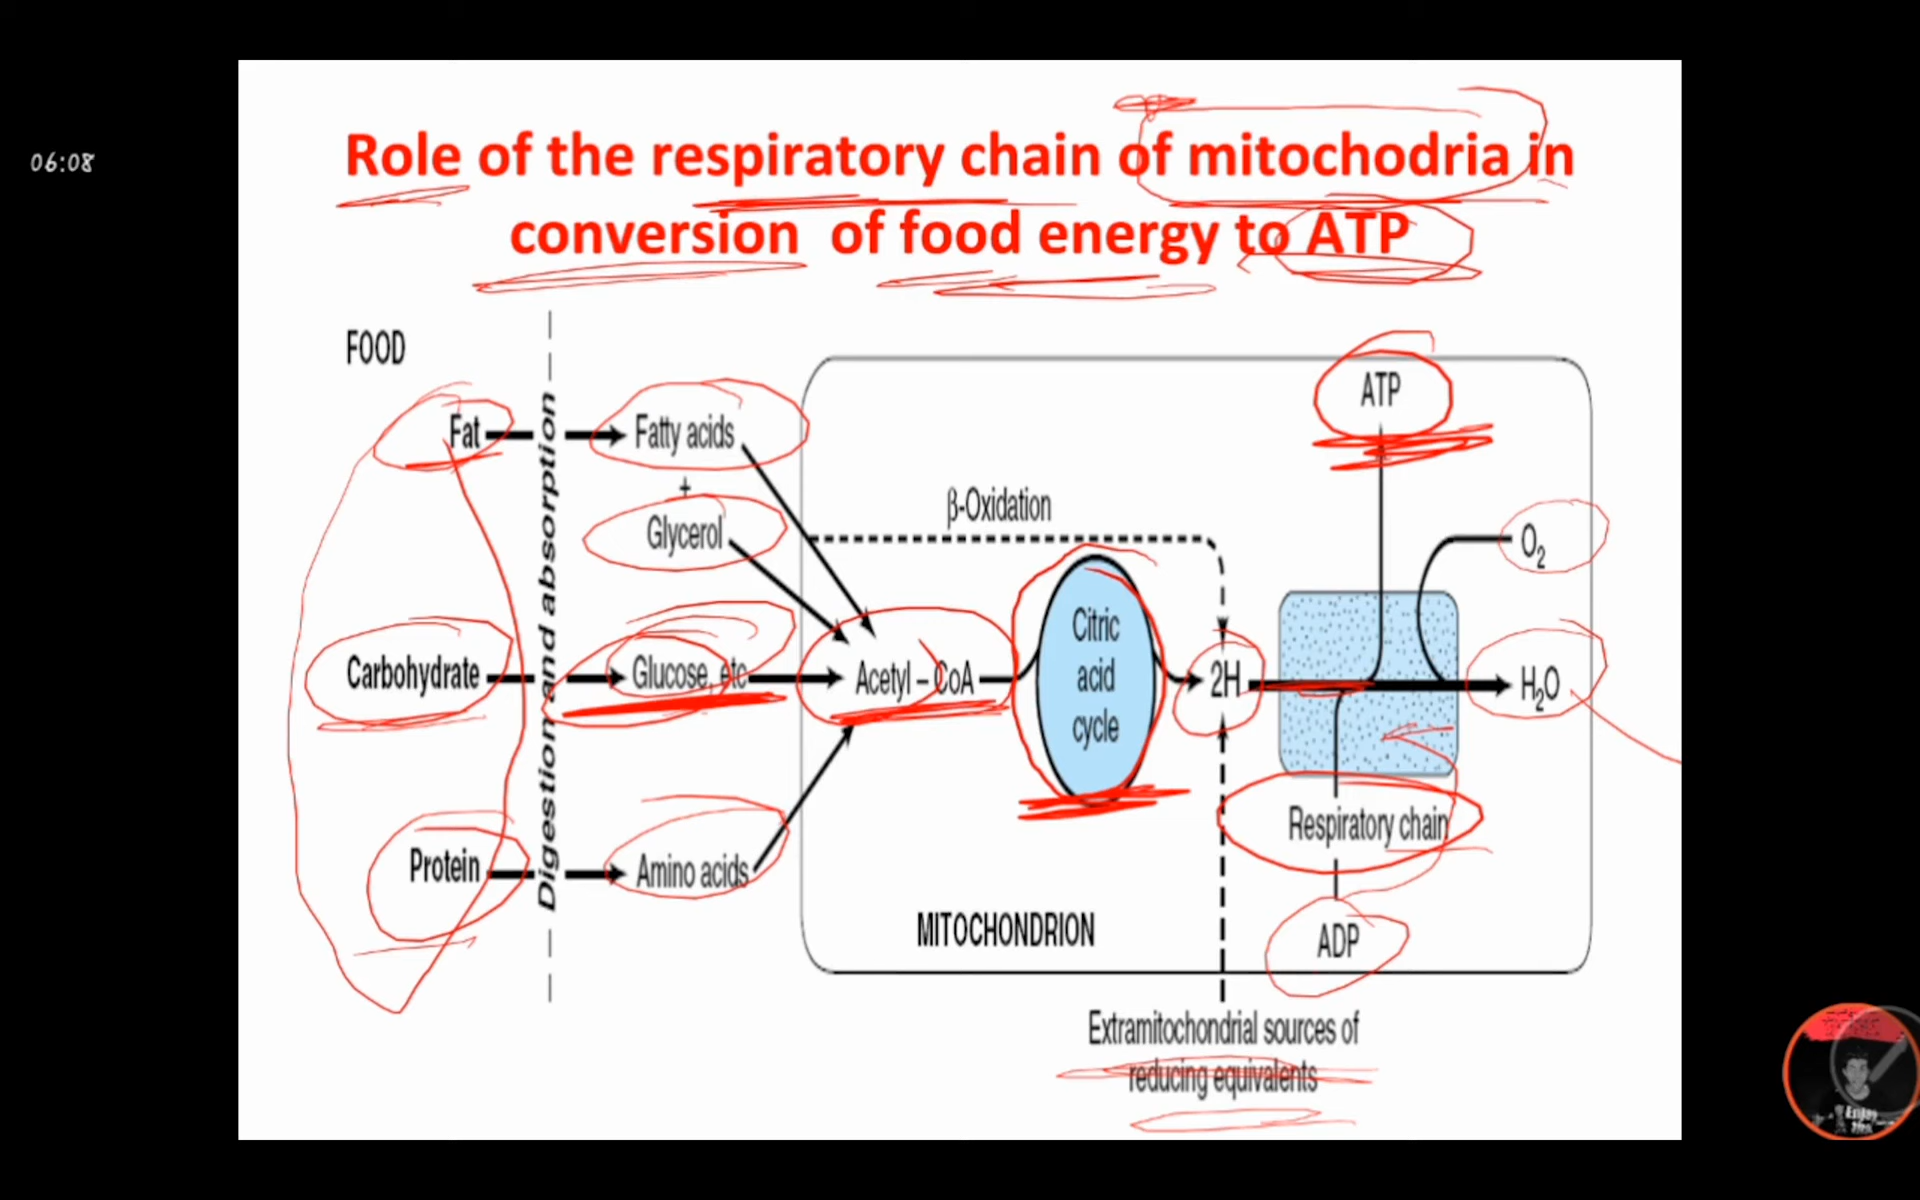 06:08
Role of the respiratory chain of mitochodria in
conversion of food energy to ATP
FOOD
Fat
Fatty acids
+
Glycerol
Carbohydrate
Glucose, etc
Protein
Amino acids
Digestion and absorption
β-Oxidation
Acetyl – CoA
Citric
acid
cycle
2H
ATP
O₂
H₂O
Respiratory chain
ADP
MITOCHONDRION
Extramitochondrial sources of
reducing equivalents
Enjoy